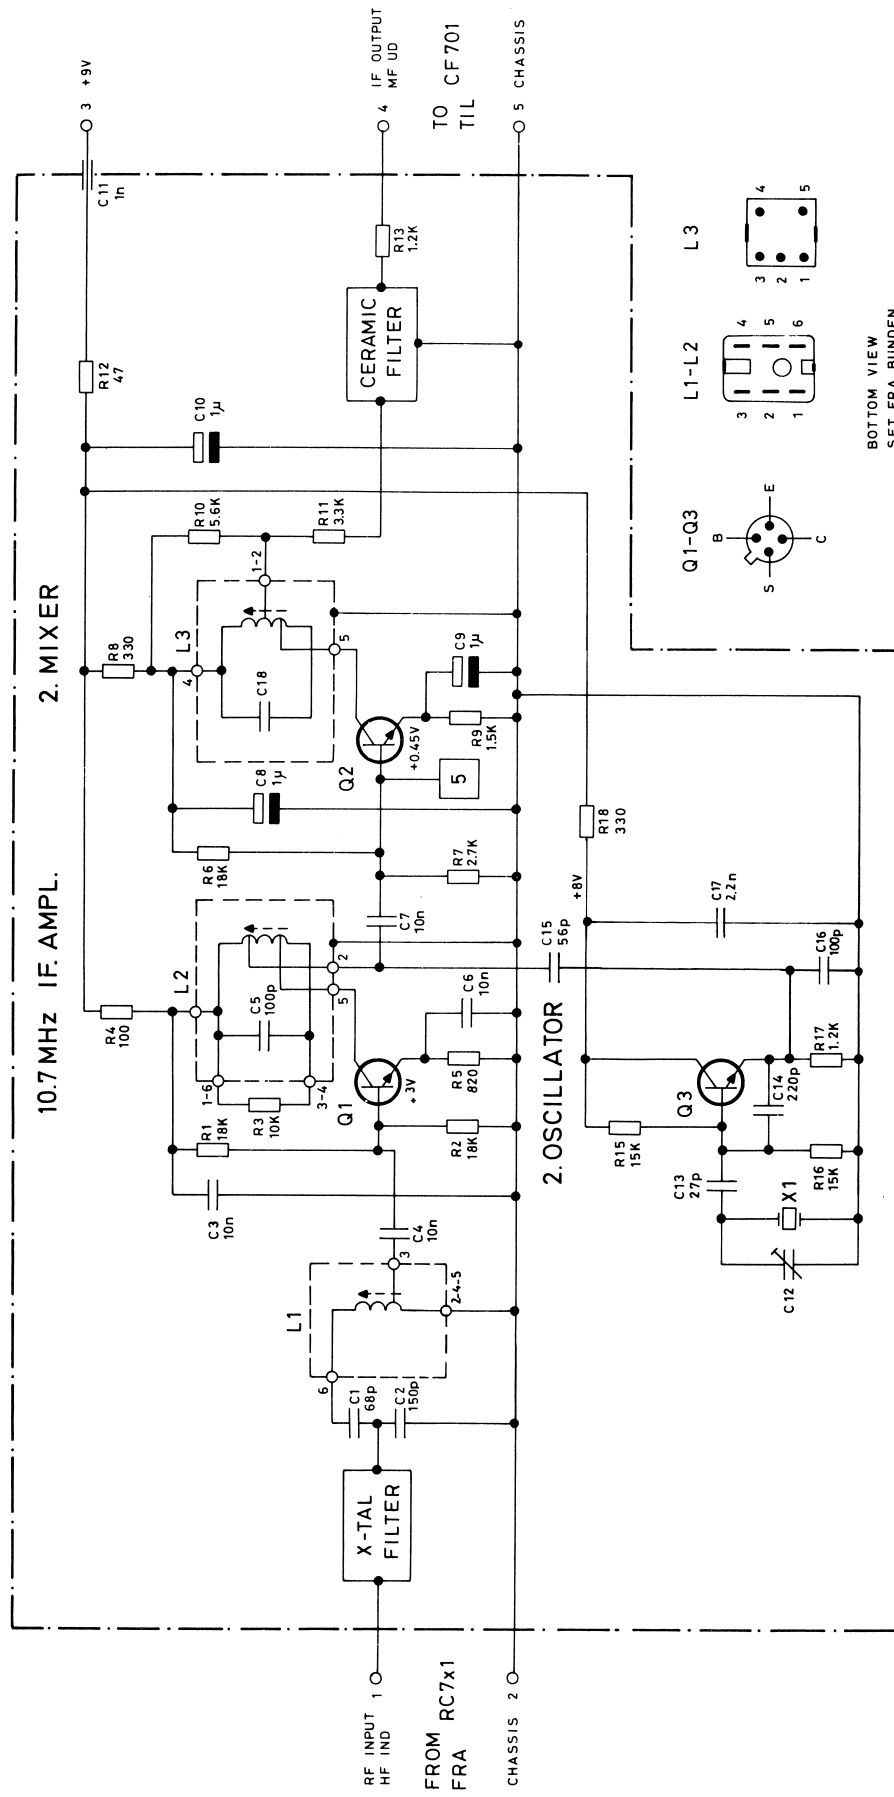 10.7 MHz IF. AMPL.
2. MIXER
3 +9V
C11
1n
R12
47
C10
1µ
R10
5.6K
R11
3.3K
1-2
R8
330
L3
4
C18
5
C8
1µ
R6
18K
Q2
+0.45V
5
R9
1.5K
C9
1µ
R7
2.7K
C7
10n
CERAMIC
FILTER
R13
1.2K
4
IF OUTPUT
MF UD
TO CF701
TIL
5 CHASSIS
R4
100
L2
C5
100p
1-6
3-4
R3
10K
R1
18K
2
5
Q1
+3V
R5
820
C6
10n
R2
18K
C3
10n
C4
10n
3
L1
2-4-5
6
C1
68p
C2
150p
X-TAL
FILTER
RF INPUT
HF IND
1
FROM RC7x1
FRA
CHASSIS 2
2. OSCILLATOR
C15
56p
+8V
R18
330
C17
2.2n
C16
100p
R17
1.2K
Q3
C14
220p
R15
15K
R16
15K
C13
27p
X1
C12
Q1-Q3
B
E
S
C
L1-L2
3
2
1
4
5
6
L3
3
2
1
4
5
BOTTOM VIEW
SET FRA BUNDEN